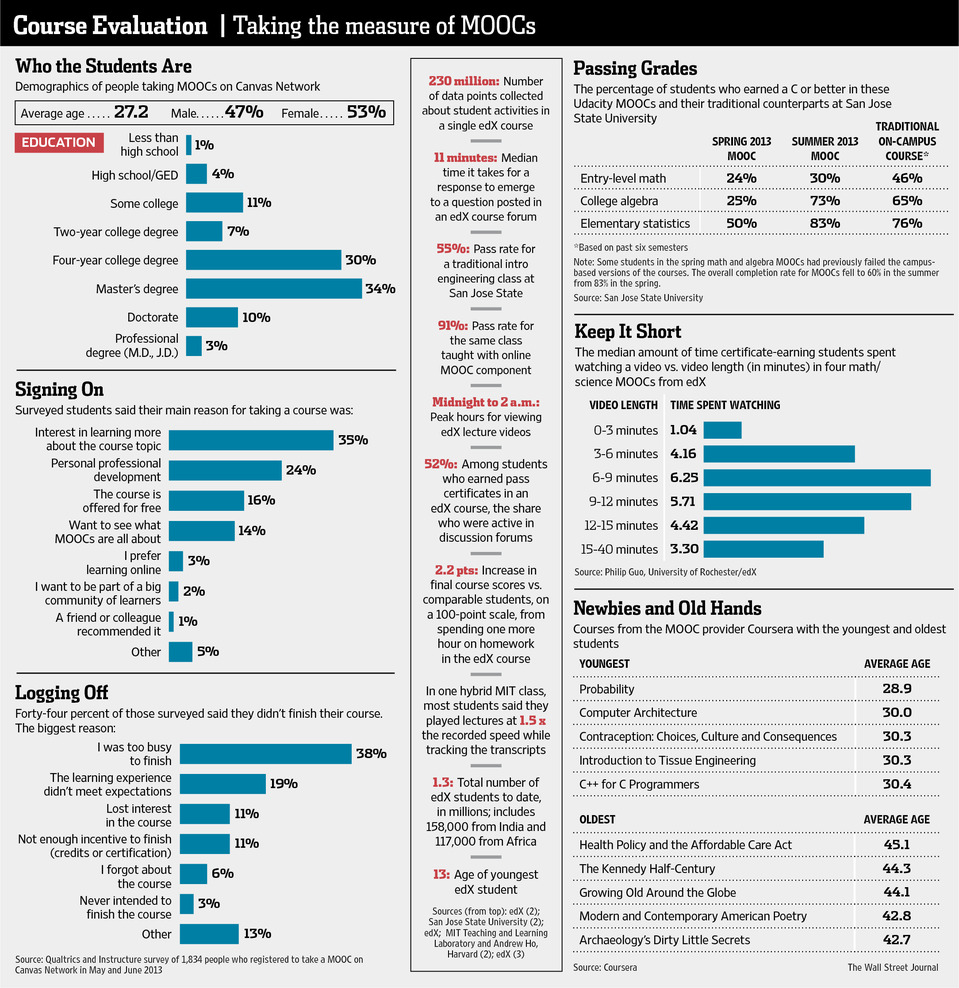 Course Evaluation | Taking the measure of MOOCs
Who the Students Are
Demographics of people taking MOOCs on Canvas Network
Average age ..... 27.2 Male......47% Female..... 53%
EDUCATION
Less than
high school 1%
High school/GED 4%
Some college 11%
Two-year college degree 7%
Four-year college degree 30%
Master's degree 34%
Doctorate 10%
Professional
degree (M.D., J.D.) 3%
Signing On
Surveyed students said their main reason for taking a course was:
Interest in learning more
about the course topic 35%
Personal professional
development 24%
The course is
offered for free 16%
Want to see what
MOOCs are all about 14%
I prefer
learning online 3%
I want to be part of a big
community of learners 2%
A friend or colleague
recommended it 1%
Other 5%
Logging Off
Forty-four percent of those surveyed said they didn't finish their course.
The biggest reason:
I was too busy
to finish 38%
The learning experience
didn't meet expectations 19%
Lost interest
in the course 11%
Not enough incentive to finish
(credits or certification) 11%
I forgot about
the course 6%
Never intended to
finish the course 3%
Other 13%
Source: Qualtrics and Instructure survey of 1,834 people who registered to take a MOOC on
Canvas Network in May and June 2013
230 million: Number
of data points collected
about student activities in
a single edX course
11 minutes: Median
time it takes for a
response to emerge
to a question posted in
an edX course forum
55%: Pass rate for
a traditional intro
engineering class at
San Jose State
91%: Pass rate for
the same class
taught with online
MOOC component
Midnight to 2 a.m.:
Peak hours for viewing
edX lecture videos
52%: Among students
who earned pass
certificates in an
edX course, the share
who were active in
discussion forums
2.2 pts: Increase in
final course scores vs.
comparable students, on
a 100-point scale, from
spending one more
hour on homework
in the edX course
In one hybrid MIT class,
most students said they
played lectures at 1.5 x
the recorded speed while
tracking the transcripts
1.3: Total number of
edX students to date,
in millions; includes
158,000 from India and
117,000 from Africa
13: Age of youngest
edX student
Sources (from top): edX (2);
San Jose State University (2);
edX; MIT Teaching and Learning
Laboratory and Andrew Ho,
Harvard (2); edX (3)
Passing Grades
The percentage of students who earned a C or better in these
Udacity MOOCs and their traditional counterparts at San Jose
State University
SPRING 2013
MOOC
SUMMER 2013
MOOC
TRADITIONAL
ON-CAMPUS
COURSE*
Entry-level math 24% 30% 46%
College algebra 25% 73% 65%
Elementary statistics 50% 83% 76%
*Based on past six semesters
Note: Some students in the spring math and algebra MOOCs had previously failed the campus-
based versions of the courses. The overall completion rate for MOOCs fell to 60% in the summer
from 83% in the spring.
Source: San Jose State University
Keep It Short
The median amount of time certificate-earning students spent
watching a video vs. video length (in minutes) in four math/
science MOOCs from edX
VIDEO LENGTH TIME SPENT WATCHING
0-3 minutes 1.04
3-6 minutes 4.16
6-9 minutes 6.25
9-12 minutes 5.71
12-15 minutes 4.42
15-40 minutes 3.30
Source: Philip Guo, University of Rochester/edX
Newbies and Old Hands
Courses from the MOOC provider Coursera with the youngest and oldest
students
YOUNGEST AVERAGE AGE
Probability 28.9
Computer Architecture 30.0
Contraception: Choices, Culture and Consequences 30.3
Introduction to Tissue Engineering 30.3
C++ for C Programmers 30.4
OLDEST AVERAGE AGE
Health Policy and the Affordable Care Act 45.1
The Kennedy Half-Century 44.3
Growing Old Around the Globe 44.1
Modern and Contemporary American Poetry 42.8
Archaeology's Dirty Little Secrets 42.7
Source: Coursera The Wall Street Journal